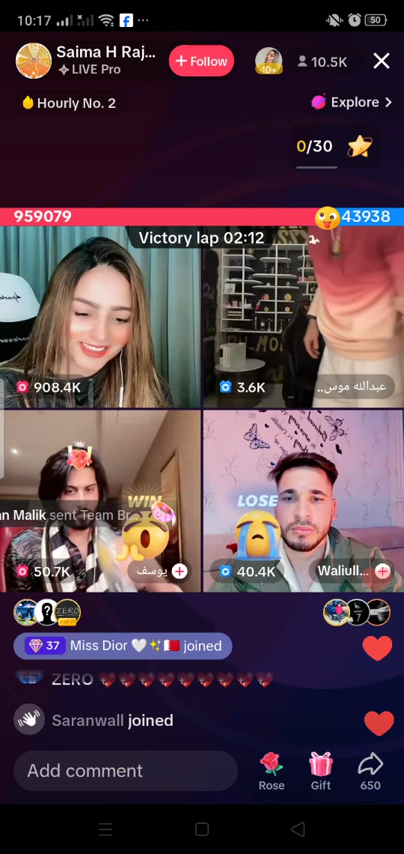 10:17
50
Saima H Raj...
LIVE Pro
+ Follow
10+
10.5K
Hourly No. 2
Explore >
0/30
959079
43938
Victory lap 02:12
908.4K
3.6K
عبدالله موس..
WIN
LOSE
an Malik sent Team Br...
50.7K
يوسف
40.4K
Waliull...
ZERO
37 Miss Dior 🤍✨🇧🇭 joined
ZERO 💖💖💖💖💖💖💖💖
Saranwall joined
Add comment
Rose
Gift
650